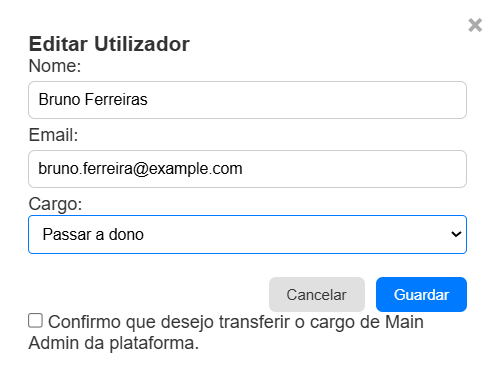 ×
Editar Utilizador
Nome:
Bruno Ferreiras
Email:
bruno.ferreira@example.com
Cargo:
Passar a dono
Cancelar
Guardar
Confirmo que desejo transferir o cargo de Main
Admin da plataforma.